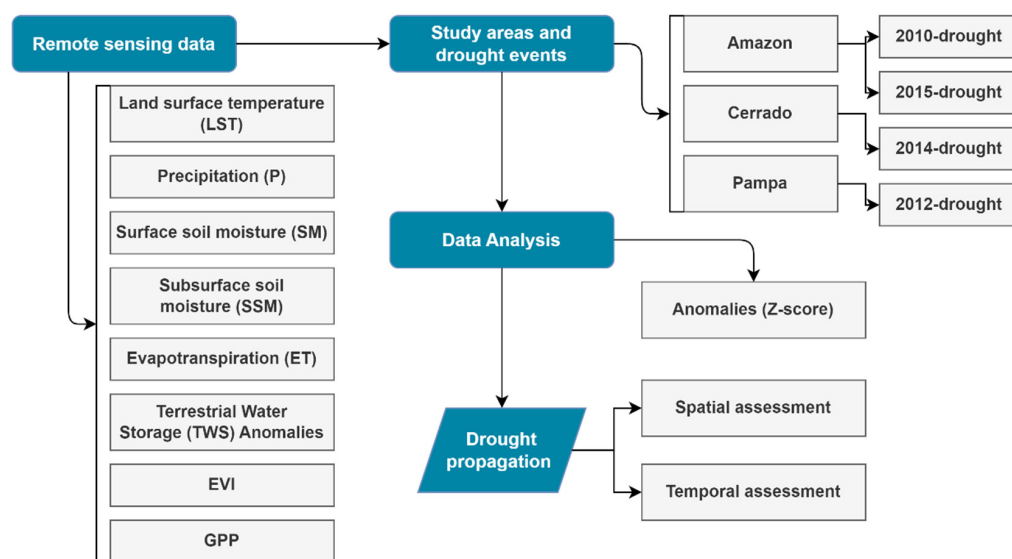 Remote sensing data
Land surface temperature
(LST)
Precipitation (P)
Surface soil moisture (SM)
Subsurface soil
moisture (SSM)
Evapotranspiration (ET)
Terrestrial Water
Storage (TWS) Anomalies
EVI
GPP
Study areas and
drought events
Amazon
Cerrado
Pampa
2010-drought
2015-drought
2014-drought
2012-drought
Data Analysis
Anomalies (Z-score)
Drought
propagation
Spatial assessment
Temporal assessment